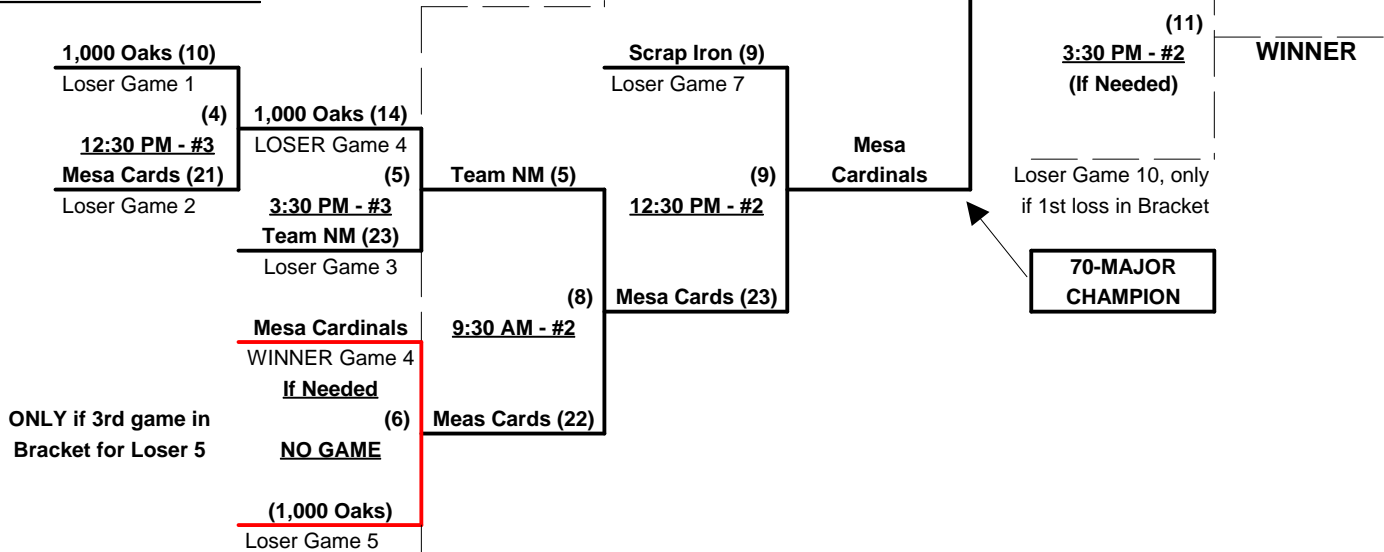 1,000 Oaks (10)
Loser Game 1
(4)
12:30 PM - #3
Mesa Cards (21)
Loser Game 2
1,000 Oaks (14)
LOSER Game 4
(5)
3:30 PM - #3
Team NM (23)
Loser Game 3
Mesa Cardinals
WINNER Game 4
If Needed
(6)
NO GAME
(1,000 Oaks)
Loser Game 5
ONLY if 3rd game in
Bracket for Loser 5
Team NM (5)
(8)
9:30 AM - #2
Meas Cards (22)
Scrap Iron (9)
Loser Game 7
(9)
12:30 PM - #2
Mesa Cards (23)
Mesa
Cardinals
(11)
3:30 PM - #2
(If Needed)
WINNER
Loser Game 10, only
if 1st loss in Bracket
70-MAJOR
CHAMPION